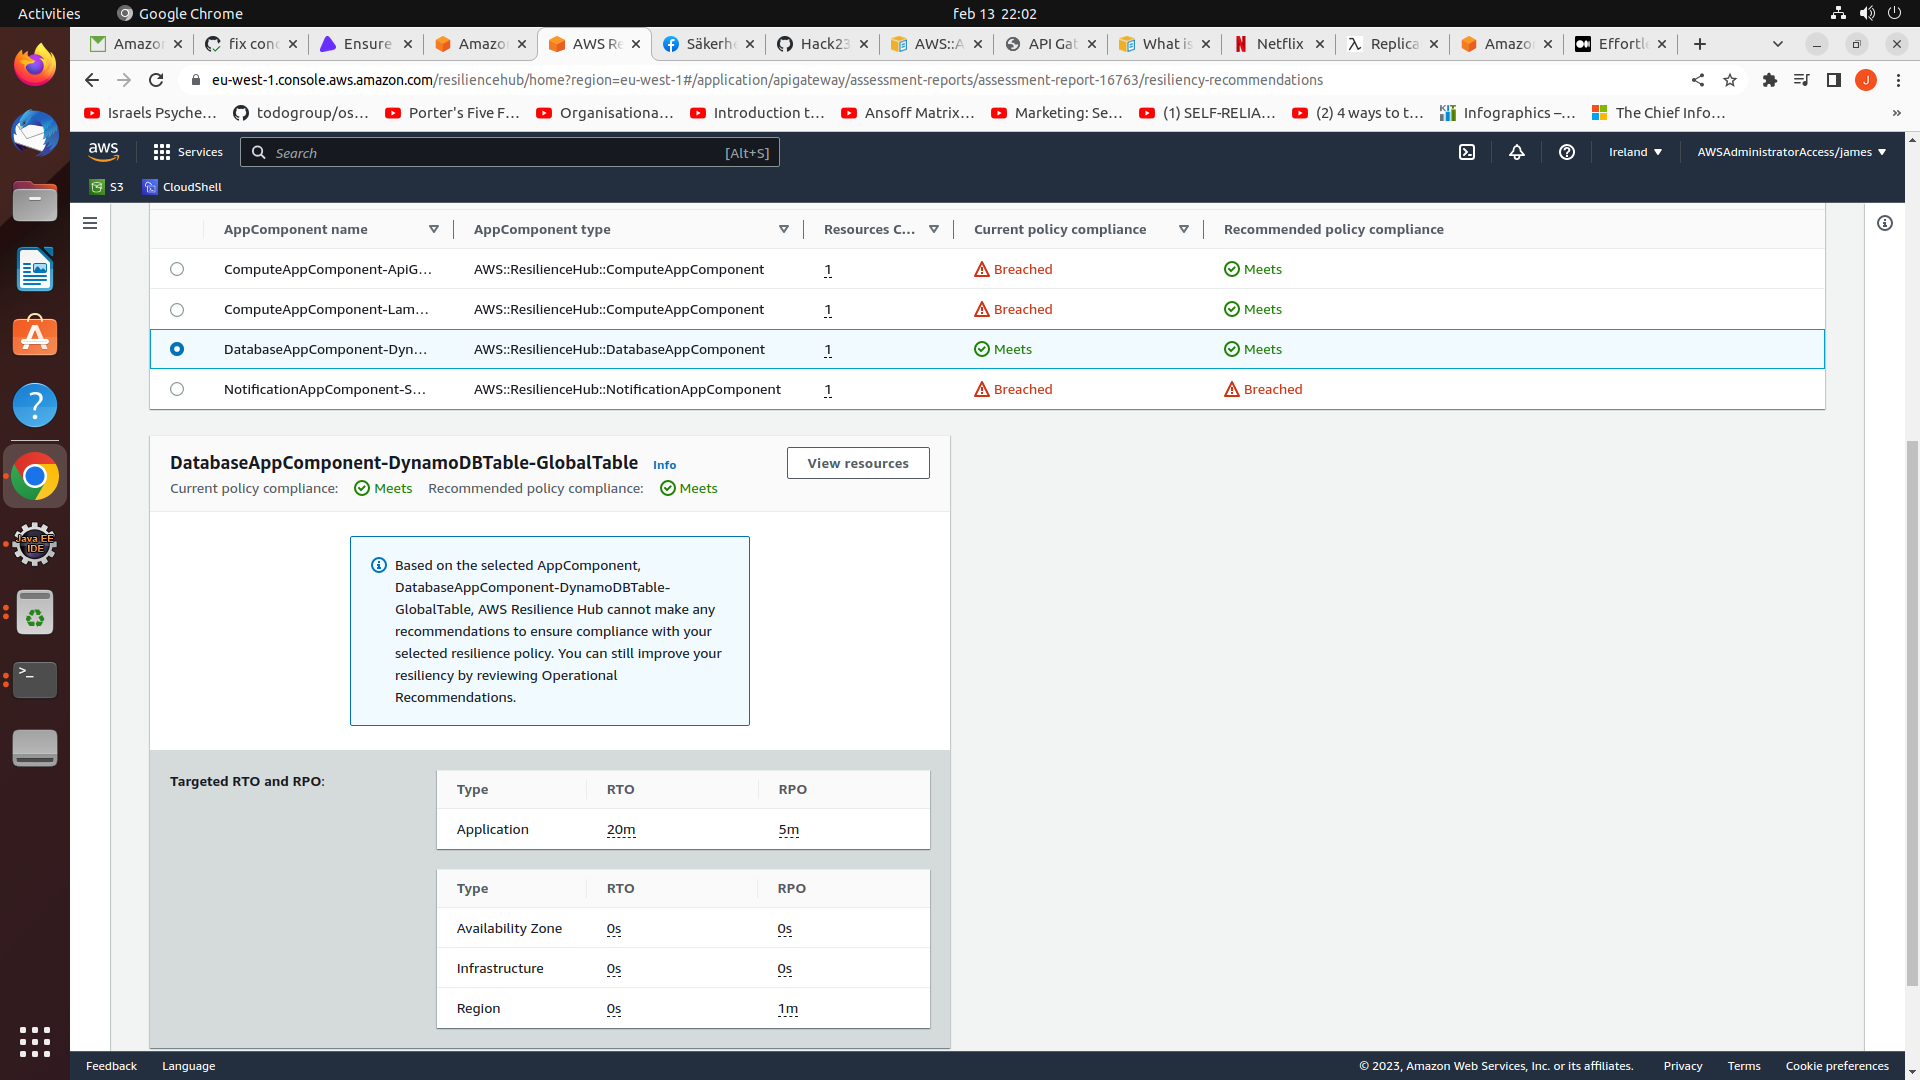 Activities
Google Chrome
feb 13 22:02
Amazo
fix con
Ensure
Amazo
AWS Re
Säkerhe
Hack23
AWS::A
API Gat
What is
Netflix
Replica
Amazo
Effortle
eu-west-1.console.aws.amazon.com/resiliencehub/home?region=eu-west-1#/application/apigateway/assessment-reports/assessment-report-16763/resiliency-recommendations
J
Israels Psyche...
todogroup/os...
Porter's Five F...
Organisationa...
Introduction t...
Ansoff Matrix...
Marketing: Se...
(1) SELF-RELIA...
(2) 4 ways to t...
KIT
Infographics –...
The Chief Info...
»
aws
Services
Search
[Alt+S]
Ireland
AWSAdministratorAccess/james
S3
CloudShell
AppComponent name
AppComponent type
Resources C...
Current policy compliance
Recommended policy compliance
ComputeAppComponent-ApiG...
AWS::ResilienceHub::ComputeAppComponent
1
Breached
Meets
ComputeAppComponent-Lam...
AWS::ResilienceHub::ComputeAppComponent
1
Breached
Meets
DatabaseAppComponent-Dyn...
AWS::ResilienceHub::DatabaseAppComponent
1
Meets
Meets
NotificationAppComponent-S...
AWS::ResilienceHub::NotificationAppComponent
1
Breached
Breached
DatabaseAppComponent-DynamoDBTable-GlobalTable
Info
View resources
Current policy compliance: Meets
Recommended policy compliance: Meets
Based on the selected AppComponent,
DatabaseAppComponent-DynamoDBTable-
GlobalTable, AWS Resilience Hub cannot make any
recommendations to ensure compliance with your
selected resilience policy. You can still improve your
resiliency by reviewing Operational
Recommendations.
Targeted RTO and RPO:
Type RTO RPO
Application 20m 5m
Type RTO RPO
Availability Zone 0s 0s
Infrastructure 0s 0s
Region 0s 1m
Java EE
IDE
Feedback
Language
© 2023, Amazon Web Services, Inc. or its affiliates.
Privacy
Terms
Cookie preferences